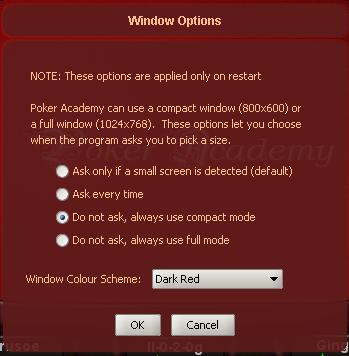 Window Options
NOTE: These options are applied only on restart
Poker Academy can use a compact window (800x600) or
a full window (1024x768). These options let you choose
when the program asks you to pick a size.
Poker Academy
Ask only if a small screen is detected (default)
Ask every time
Do not ask, always use compact mode
Do not ask, always use full mode
Window Colour Scheme: Dark Red
OK Cancel
rusoe ll-0-2-0g Ging